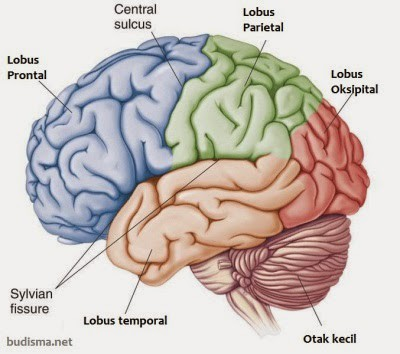 Central
sulcus
Lobus
Parietal
Lobus
Prontal
Lobus
Oksipital
Sylvian
fissure
Lobus temporal
Otak kecil
budisma.net